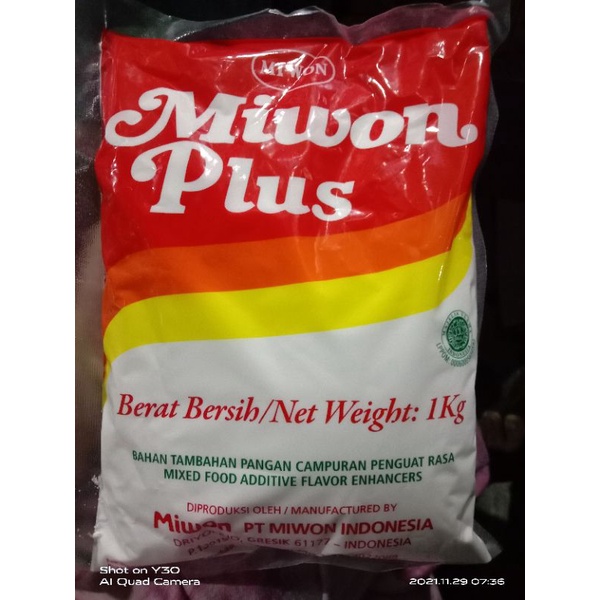 MIWON
Miwon
Plus
Berat Bersih/Net Weight: 1Kg
BAHAN TAMBAHAN PANGAN CAMPURAN PENGUAT RASA
MIXED FOOD ADDITIVE FLAVOR ENHANCERS
DIPRODUKSI OLEH / MANUFACTURED BY
Miwon PT MIWON INDONESIA
GRESIK 61177 - INDONESIA
Shot on Y30
AI Quad Camera
2021.11.29 07:36